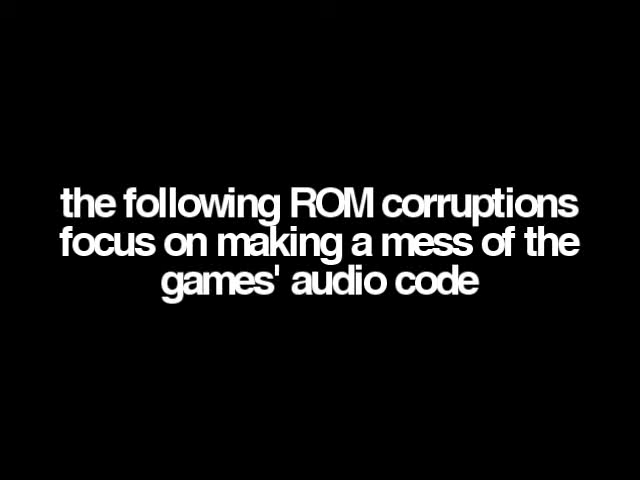 the following ROM corruptions
focus on making a mess of the
games' audio code